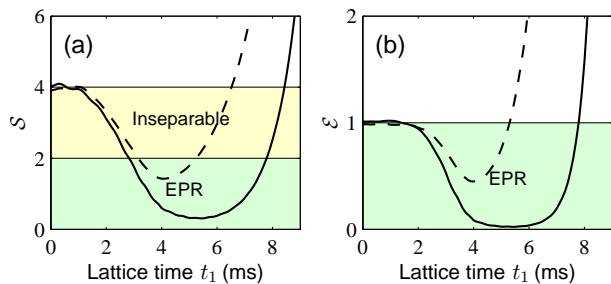 (a)
6
4
2
0
S
Inseparable
EPR
0 2 4 6 8
Lattice time t₁ (ms)
(b)
2
1
0
ℰ
EPR
0 2 4 6 8
Lattice time t₁ (ms)